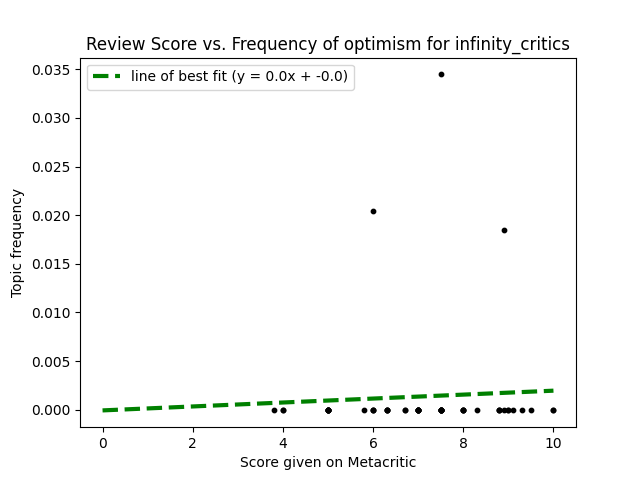 Review Score vs. Frequency of optimism for infinity_critics
line of best fit (y = 0.0x + -0.0)
0.035
0.030
0.025
0.020
0.015
0.010
0.005
0.000
Topic frequency
0 2 4 6 8 10
Score given on Metacritic